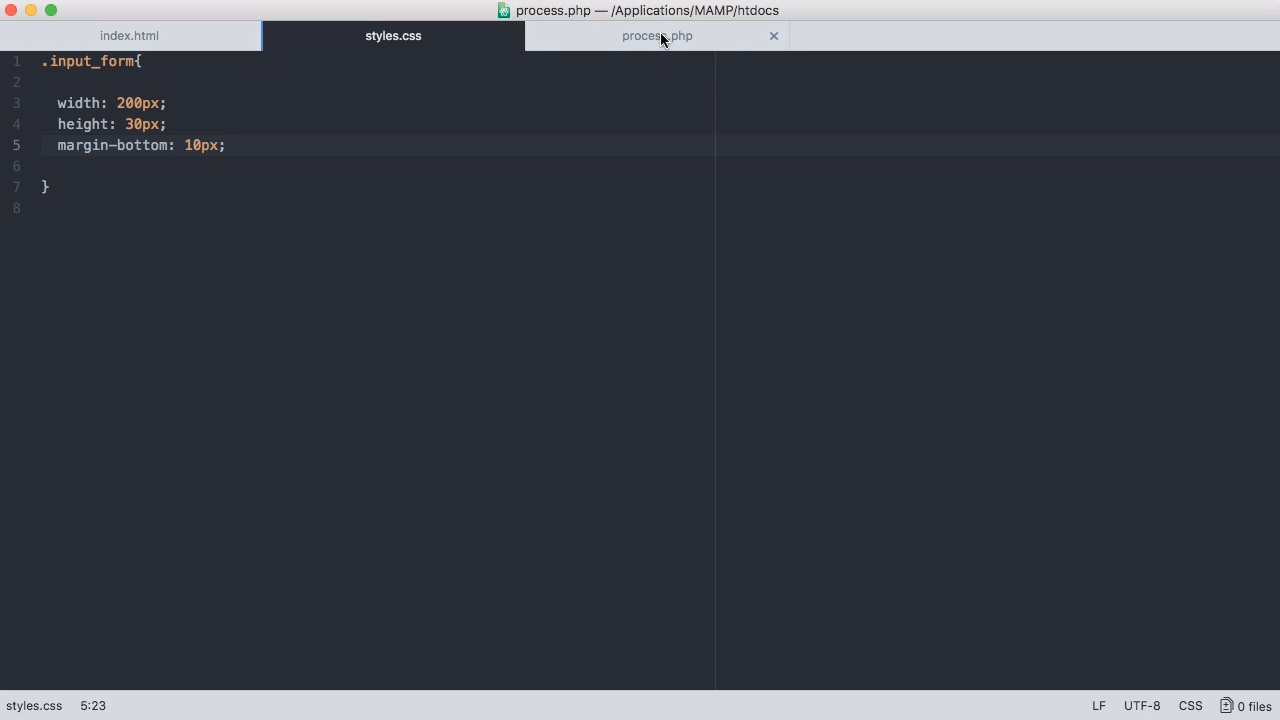 process.php — /Applications/MAMP/htdocs
index.html styles.css process.php
1 .input_form{
2
3 width: 200px;
4 height: 30px;
5 margin-bottom: 10px;
6
7 }
8
styles.css 5:23 LF UTF-8 CSS 0 files